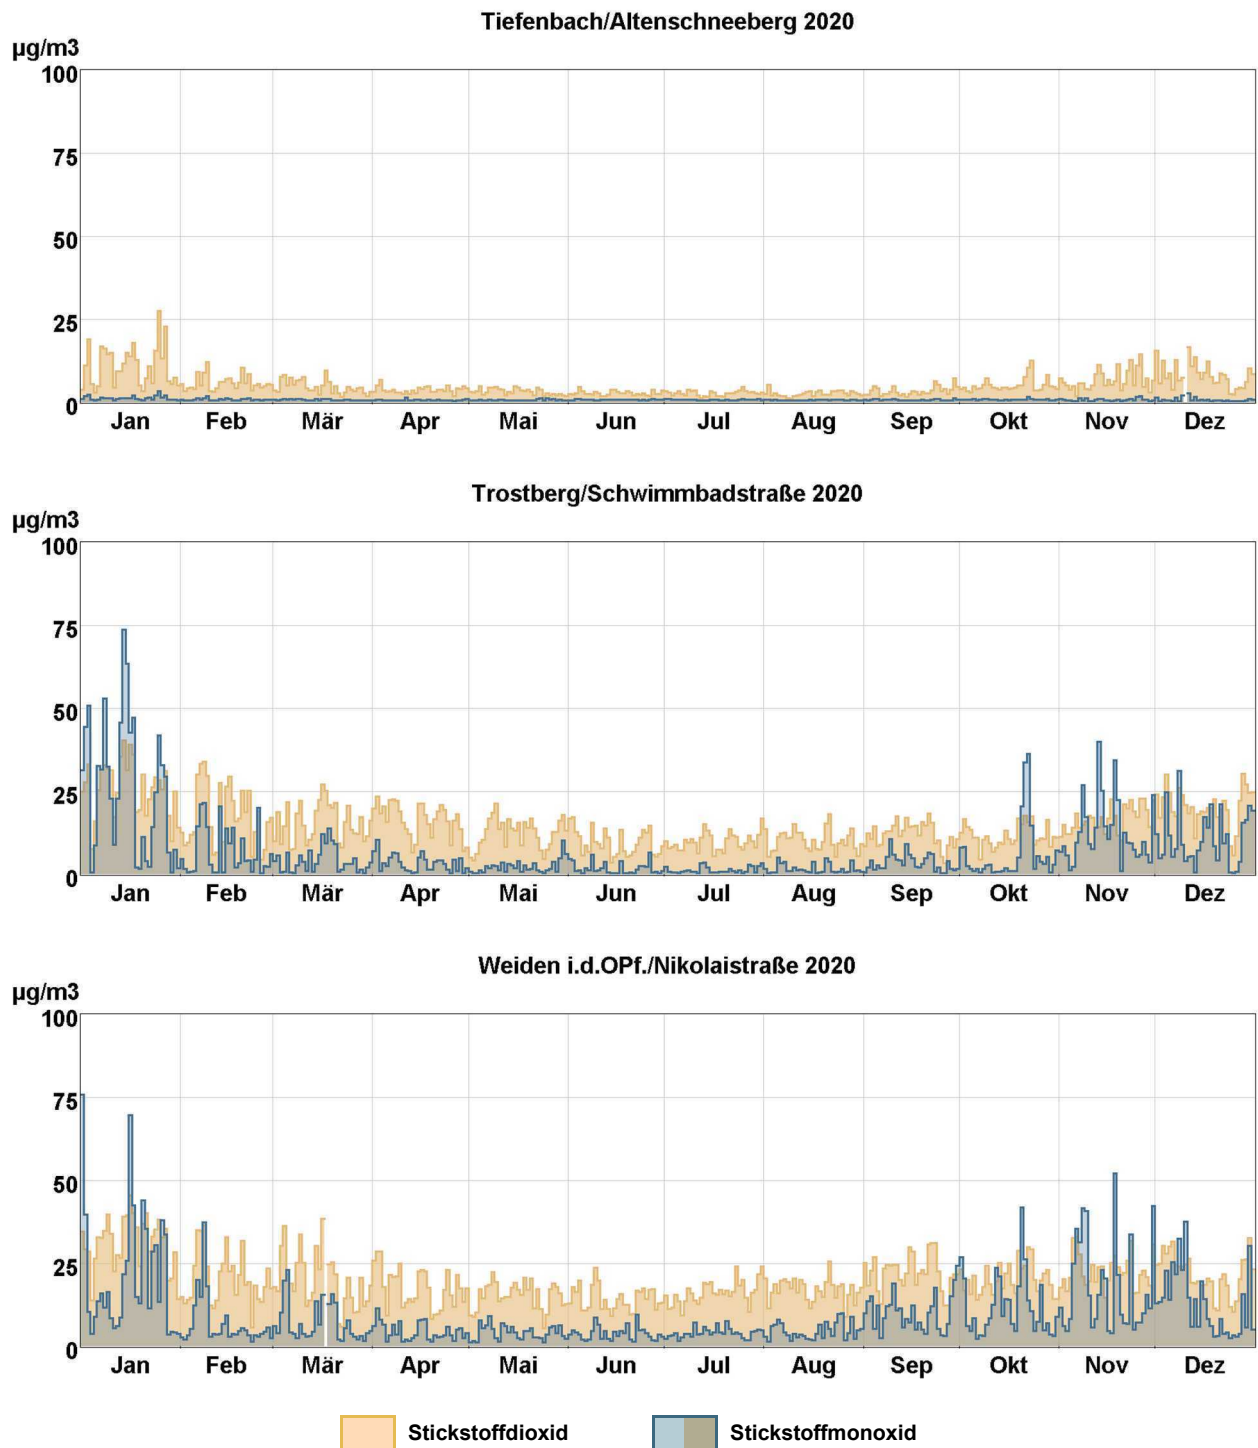 Tiefenbach/Altenschneeberg 2020
µg/m3
100
75
50
25
0
Jan Feb Mär Apr Mai Jun Jul Aug Sep Okt Nov Dez
Trostberg/Schwimmbadstraße 2020
µg/m3
100
75
50
25
0
Jan Feb Mär Apr Mai Jun Jul Aug Sep Okt Nov Dez
Weiden i.d.OPf./Nikolaistraße 2020
µg/m3
100
75
50
25
0
Jan Feb Mär Apr Mai Jun Jul Aug Sep Okt Nov Dez
Stickstoffdioxid Stickstoffmonoxid